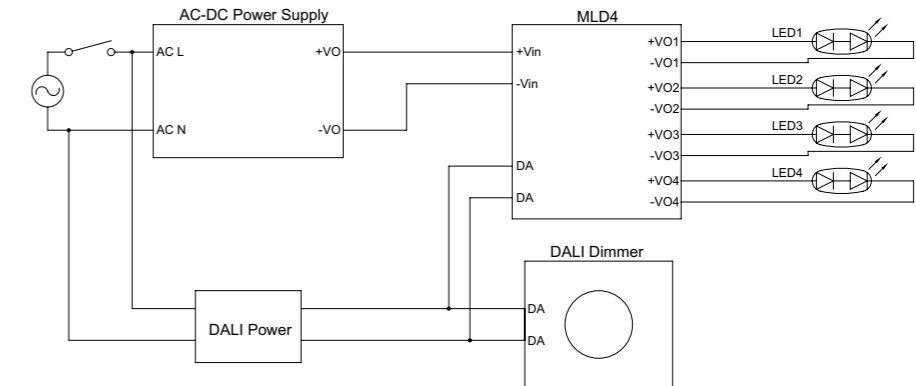 AC-DC Power Supply
MLD4
AC L
+VO
+Vin
-Vin
AC N
-VO
DA
DA
+VO1
-VO1
+VO2
-VO2
+VO3
-VO3
+VO4
-VO4
LED1
LED2
LED3
LED4
DALI Dimmer
DALI Power
DA
DA